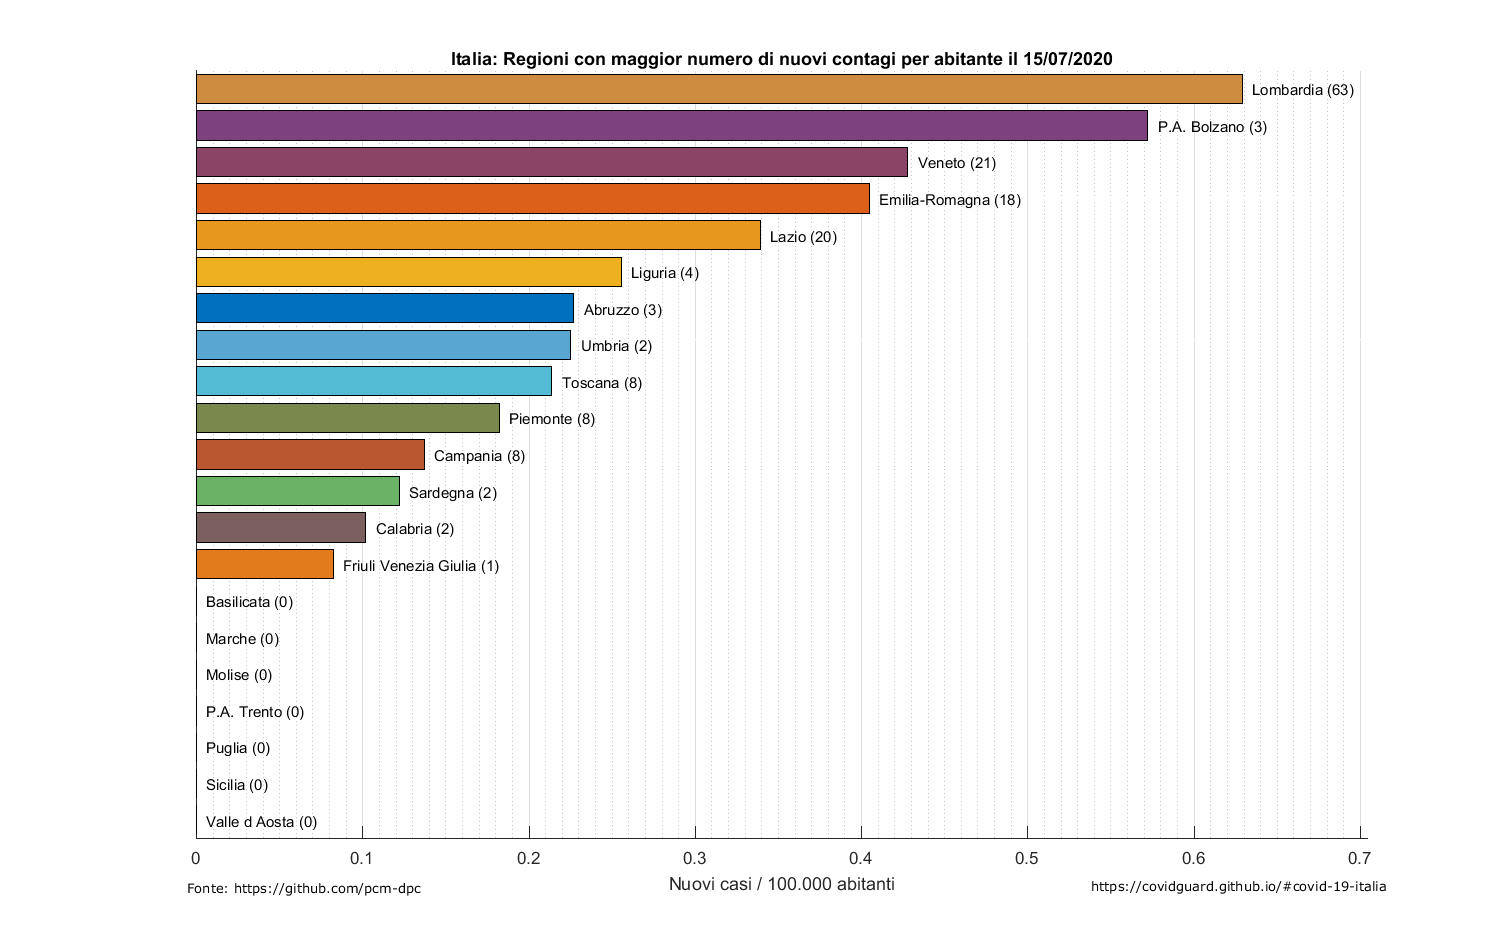 Italia: Regioni con maggior numero di nuovi contagi per abitante il 15/07/2020
Lombardia (63)
P.A. Bolzano (3)
Veneto (21)
Emilia-Romagna (18)
Lazio (20)
Liguria (4)
Abruzzo (3)
Umbria (2)
Toscana (8)
Piemonte (8)
Campania (8)
Sardegna (2)
Calabria (2)
Friuli Venezia Giulia (1)
Basilicata (0)
Marche (0)
Molise (0)
P.A. Trento (0)
Puglia (0)
Sicilia (0)
Valle d Aosta (0)
0 0.1 0.2 0.3 0.4 0.5 0.6 0.7
Nuovi casi / 100.000 abitanti
Fonte: https://github.com/pcm-dpc
https://covidguard.github.io/#covid-19-italia